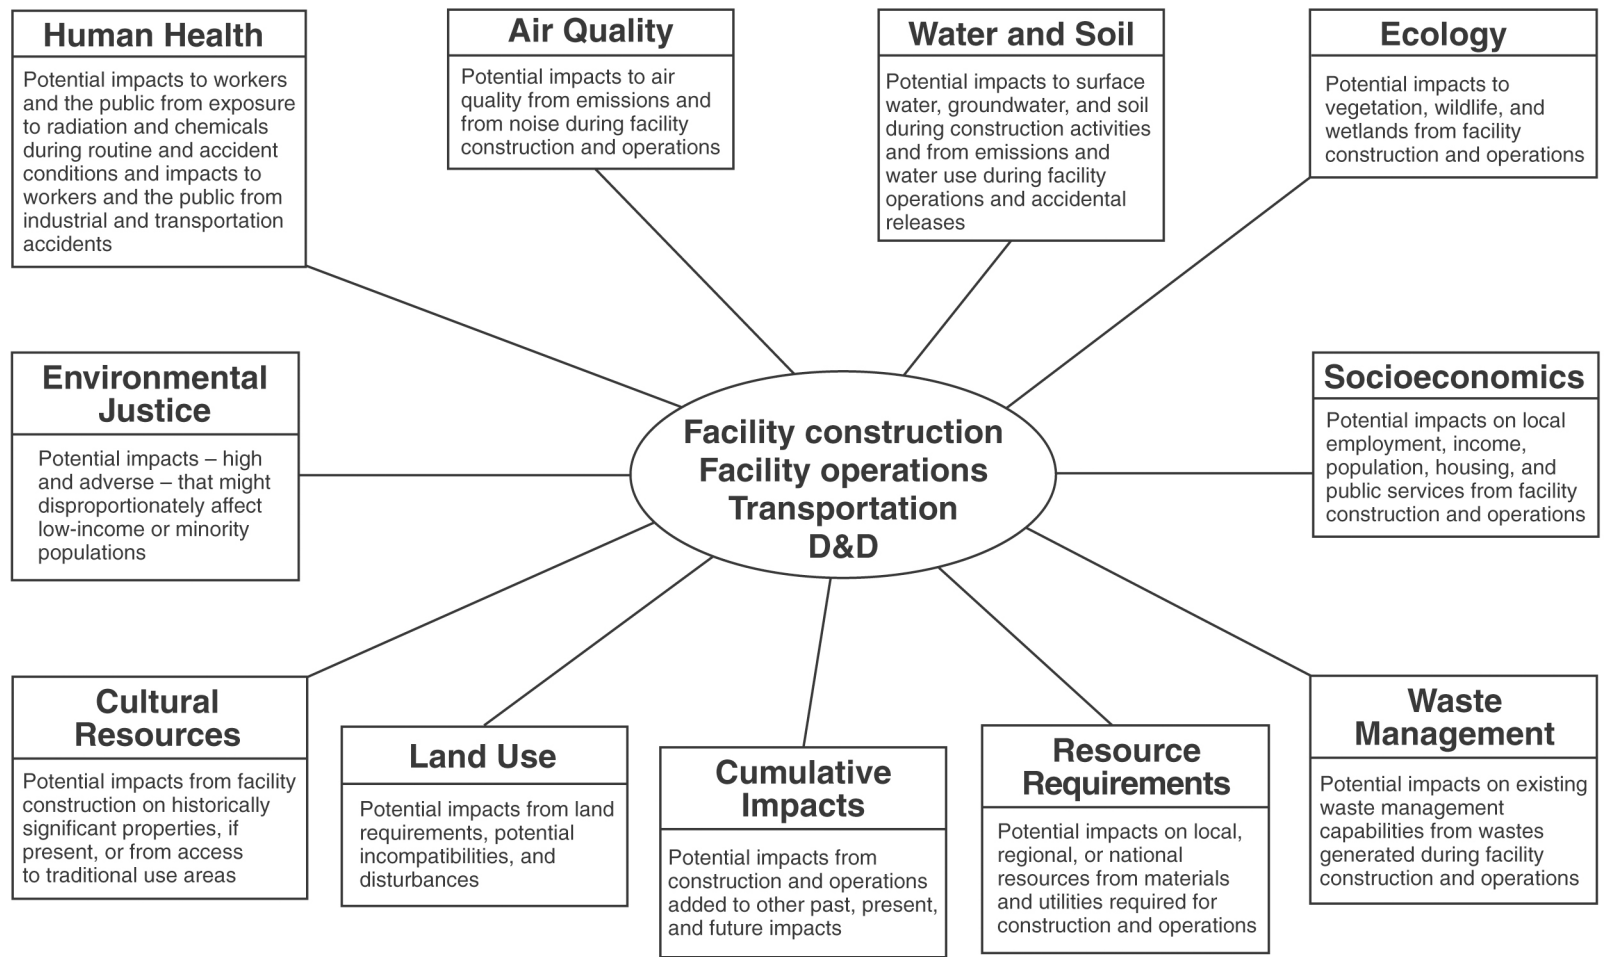 Human Health
Potential impacts to workers
and the public from exposure
to radiation and chemicals
during routine and accident
conditions and impacts to
workers and the public from
industrial and transportation
accidents
Air Quality
Potential impacts to air
quality from emissions and
from noise during facility
construction and operations
Water and Soil
Potential impacts to surface
water, groundwater, and soil
during construction activities
and from emissions and
water use during facility
operations and accidental
releases
Ecology
Potential impacts to
vegetation, wildlife, and
wetlands from facility
construction and operations
Environmental
Justice
Potential impacts – high
and adverse – that might
disproportionately affect
low-income or minority
populations
Facility construction
Facility operations
Transportation
D&D
Socioeconomics
Potential impacts on local
employment, income,
population, housing, and
public services from facility
construction and operations
Cultural
Resources
Potential impacts from facility
construction on historically
significant properties, if
present, or from access
to traditional use areas
Land Use
Potential impacts from land
requirements, potential
incompatibilities, and
disturbances
Cumulative
Impacts
Potential impacts from
construction and operations
added to other past, present,
and future impacts
Resource
Requirements
Potential impacts on local,
regional, or national
resources from materials
and utilities required for
construction and operations
Waste
Management
Potential impacts on existing
waste management
capabilities from wastes
generated during facility
construction and operations